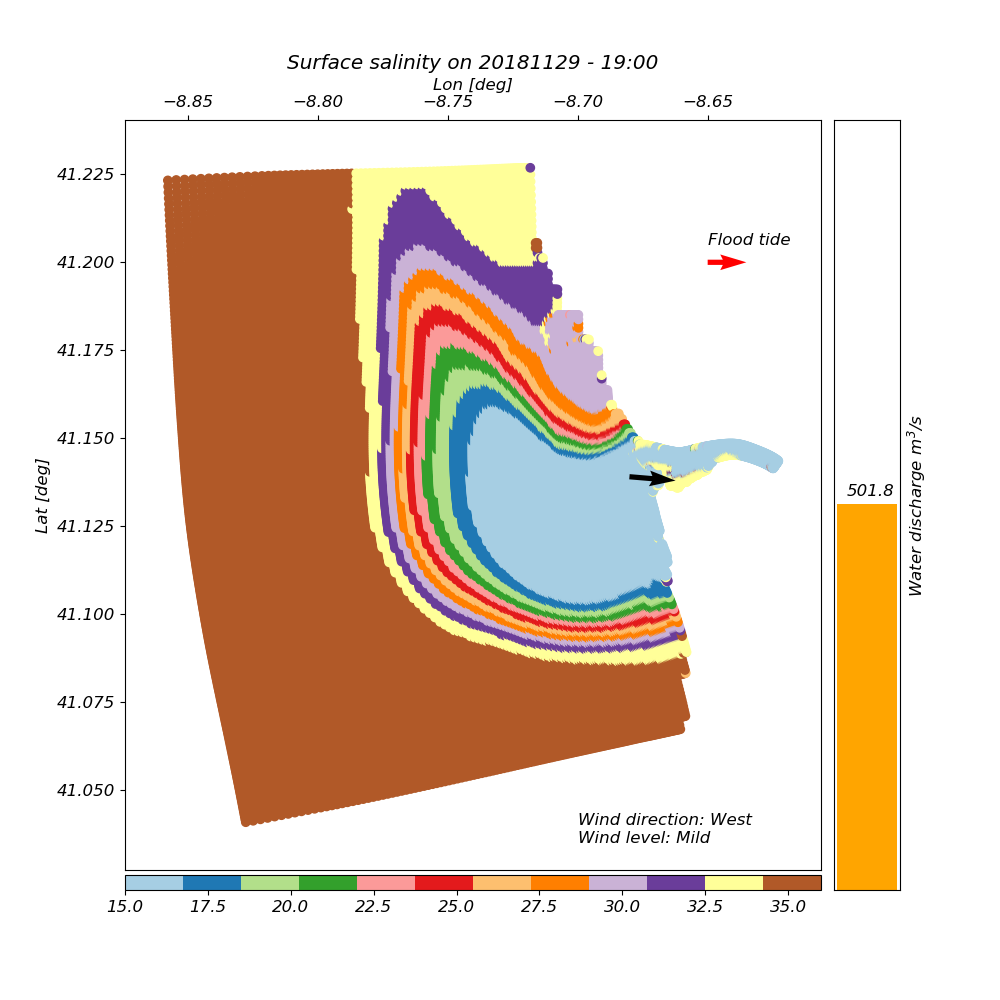 Surface salinity on 20181129 - 19:00
Lon [deg]
−8.85 −8.80 −8.75 −8.70 −8.65
41.225
41.200
41.175
41.150
41.125
41.100
41.075
41.050
Lat [deg]
Flood tide
501.8
Water discharge m³/s
Wind direction: West
Wind level: Mild
15.0 17.5 20.0 22.5 25.0 27.5 30.0 32.5 35.0